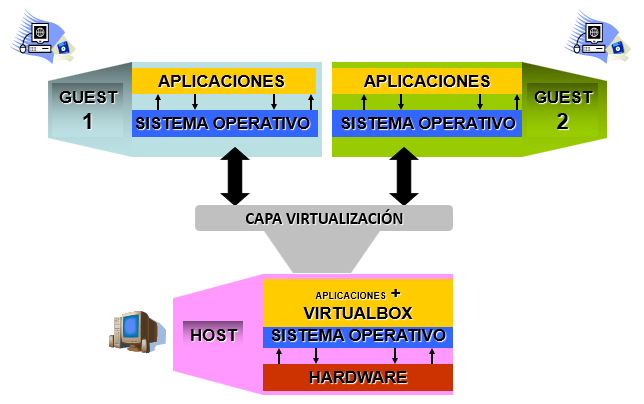 GUEST
1
APLICACIONES
SISTEMA OPERATIVO
APLICACIONES
SISTEMA OPERATIVO
GUEST
2
CAPA VIRTUALIZACIÓN
HOST
APLICACIONES +
VIRTUALBOX
SISTEMA OPERATIVO
HARDWARE